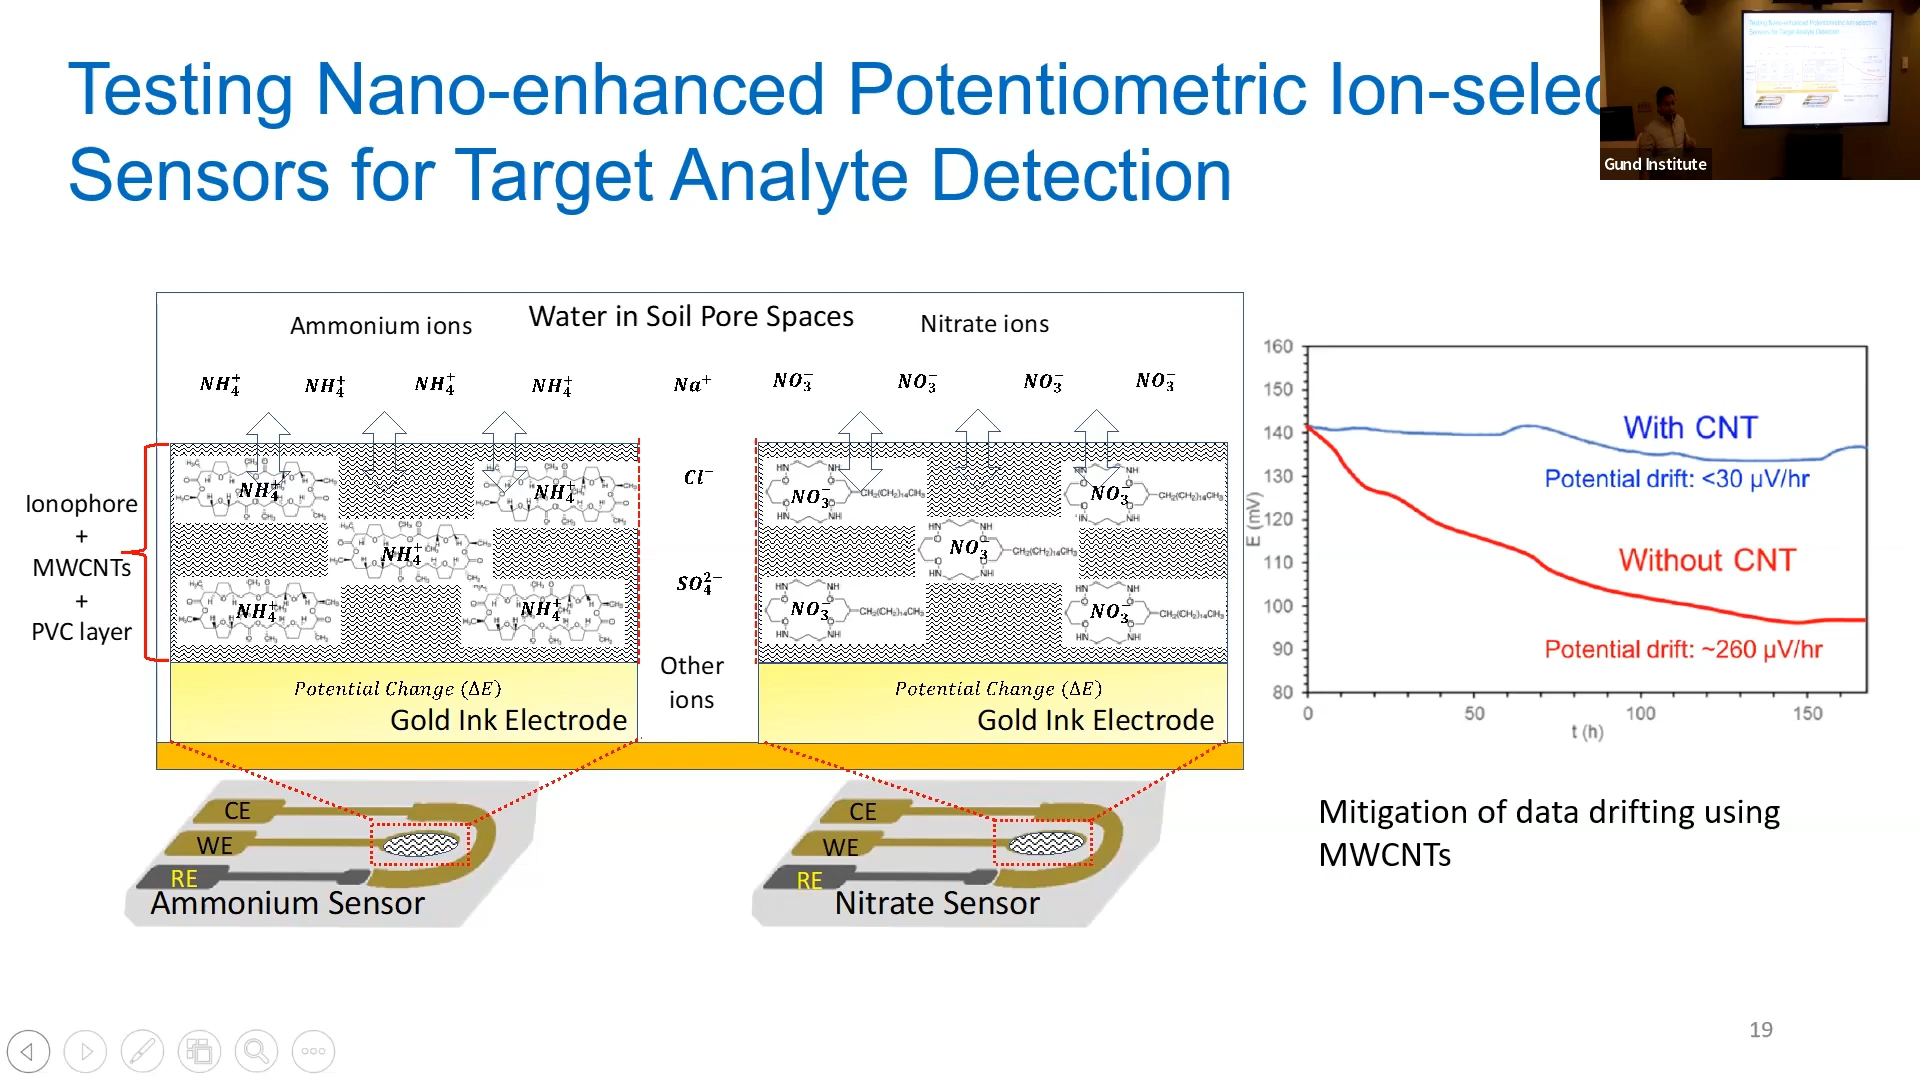 Testing Nano-enhanced Potentiometric Ion-selec
Sensors for Target Analyte Detection
Gund Institute
Water in Soil Pore Spaces
Ammonium ions
Nitrate ions
NH₄⁺ NH₄⁺ NH₄⁺ NH₄⁺ Na⁺ NO₃⁻ NO₃⁻ NO₃⁻ NO₃⁻
Cl⁻
SO₄²⁻
Other
ions
Ionophore
+
MWCNTs
+
PVC layer
NH₄⁺ NH₄⁺
NH₄⁺
NH₄⁺ NH₄⁺
NO₃⁻ NO₃⁻
NO₃⁻
NO₃⁻ NO₃⁻
Potential Change (ΔE)
Gold Ink Electrode
Potential Change (ΔE)
Gold Ink Electrode
CE
WE
RE
Ammonium Sensor
CE
WE
RE
Nitrate Sensor
160
150
140
130
120
110
100
90
80
E (mV)
0 50 100 150
t (h)
With CNT
Potential drift: <30 μV/hr
Without CNT
Potential drift: ~260 μV/hr
Mitigation of data drifting using
MWCNTs
19